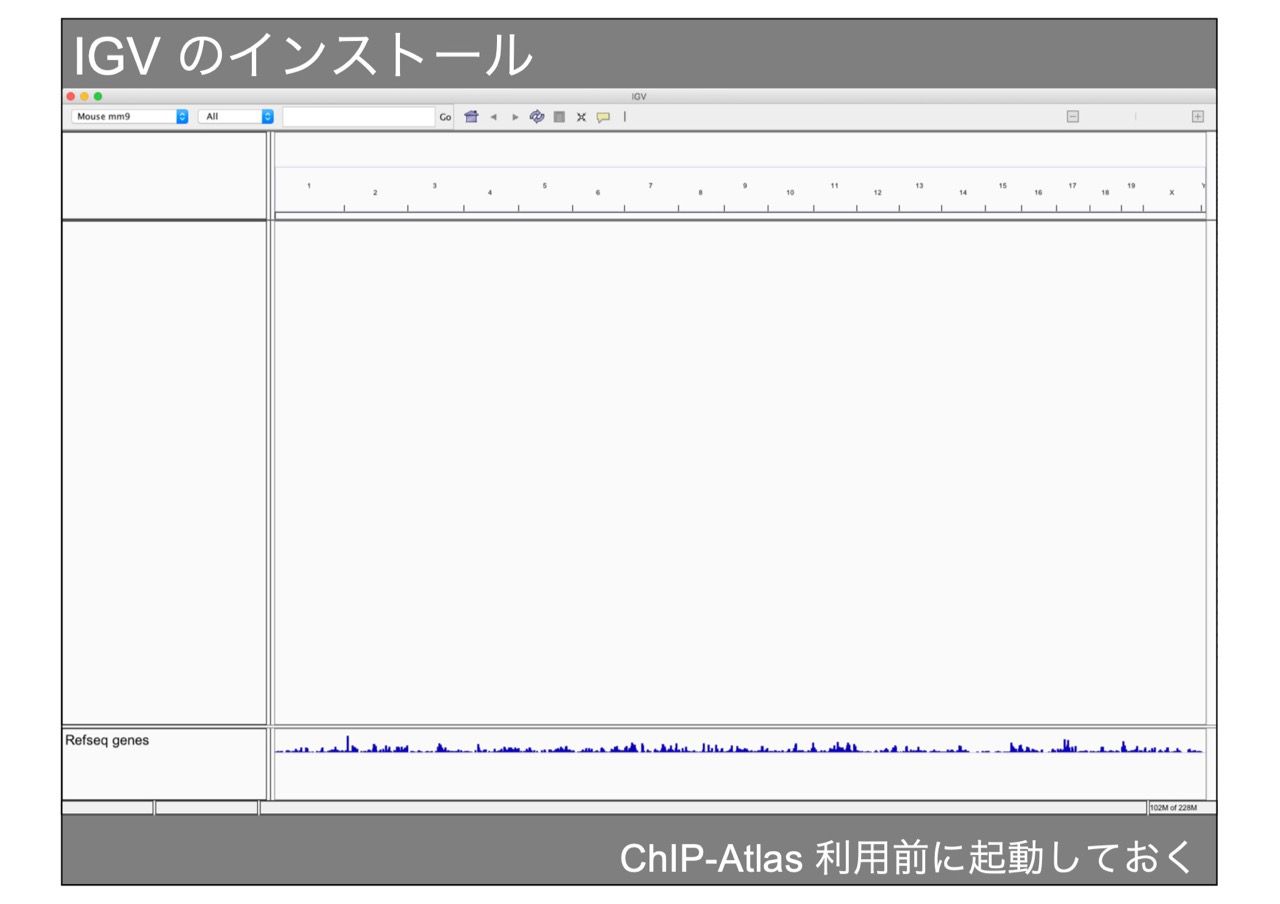 IGV のインストール
IGV
Mouse mm9 All Go
1 2 3 4 5 6 7 8 9 10 11 12 13 14 15 16 17 18 19 X Y
Refseq genes
102M of 228M
ChIP-Atlas 利用前に起動しておく